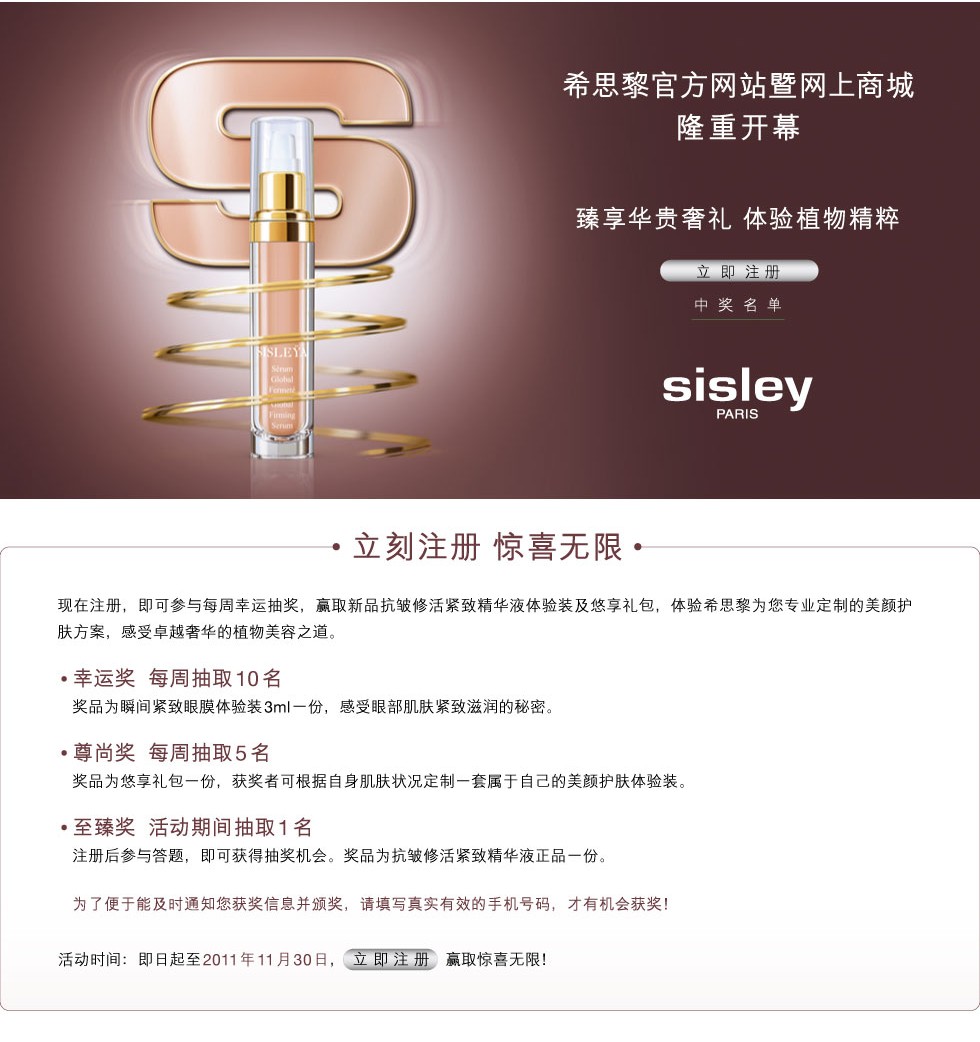 希思黎官方网站暨网上商城
隆重开幕
臻享华贵奢礼 体验植物精粹
立即注册
中奖名单
sisley
PARIS
SISLEŸA
Sérum
Global
Fermeté
Global
Firming
Serum
• 立刻注册 惊喜无限 •
现在注册，即可参与每周幸运抽奖，赢取新品抗皱修活紧致精华液体验装及悠享礼包，体验希思黎为您专业定制的美颜护
肤方案，感受卓越奢华的植物美容之道。
• 幸运奖 每周抽取10名
奖品为瞬间紧致眼膜体验装3ml一份，感受眼部肌肤紧致滋润的秘密。
• 尊尚奖 每周抽取5名
奖品为悠享礼包一份，获奖者可根据自身肌肤状况定制一套属于自己的美颜护肤体验装。
• 至臻奖 活动期间抽取1名
注册后参与答题，即可获得抽奖机会。奖品为抗皱修活紧致精华液正品一份。
为了便于能及时通知您获奖信息并颁奖，请填写真实有效的手机号码，才有机会获奖！
活动时间：即日起至2011年11月30日，立即注册 赢取惊喜无限！